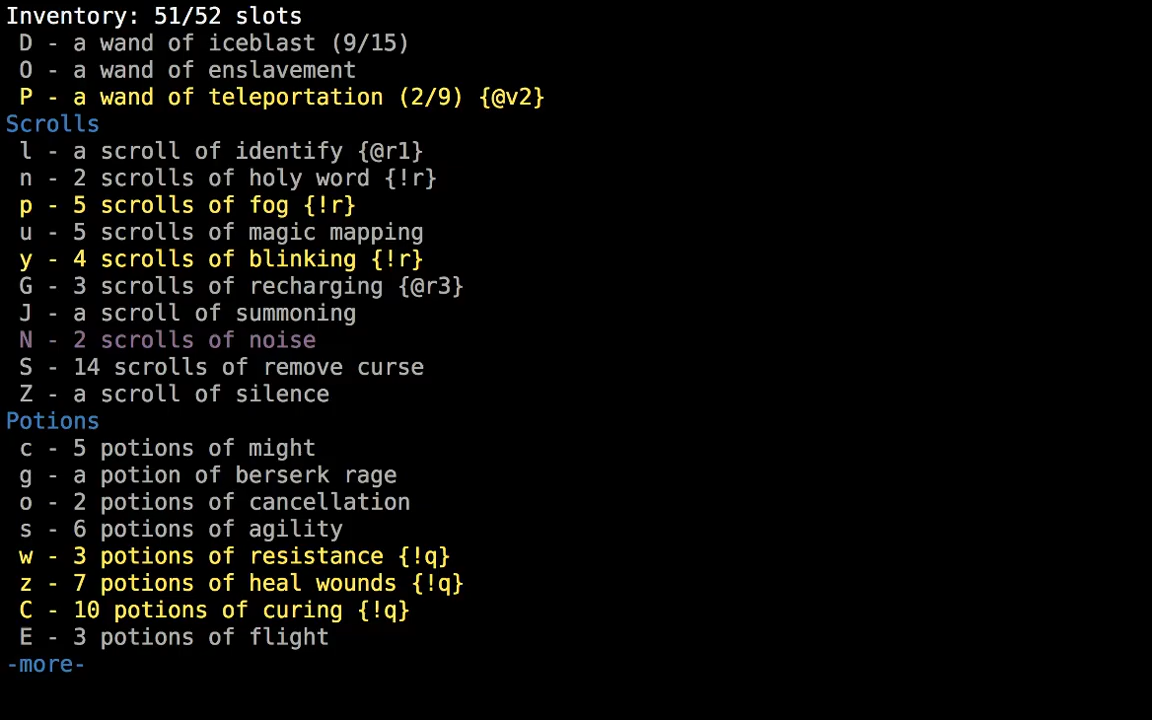 Inventory: 51/52 slots
D - a wand of iceblast (9/15)
O - a wand of enslavement
P - a wand of teleportation (2/9) {@v2}
Scrolls
l - a scroll of identify {@r1}
n - 2 scrolls of holy word {!r}
p - 5 scrolls of fog {!r}
u - 5 scrolls of magic mapping
y - 4 scrolls of blinking {!r}
G - 3 scrolls of recharging {@r3}
J - a scroll of summoning
N - 2 scrolls of noise
S - 14 scrolls of remove curse
Z - a scroll of silence
Potions
c - 5 potions of might
g - a potion of berserk rage
o - 2 potions of cancellation
s - 6 potions of agility
w - 3 potions of resistance {!q}
z - 7 potions of heal wounds {!q}
C - 10 potions of curing {!q}
E - 3 potions of flight
-more-